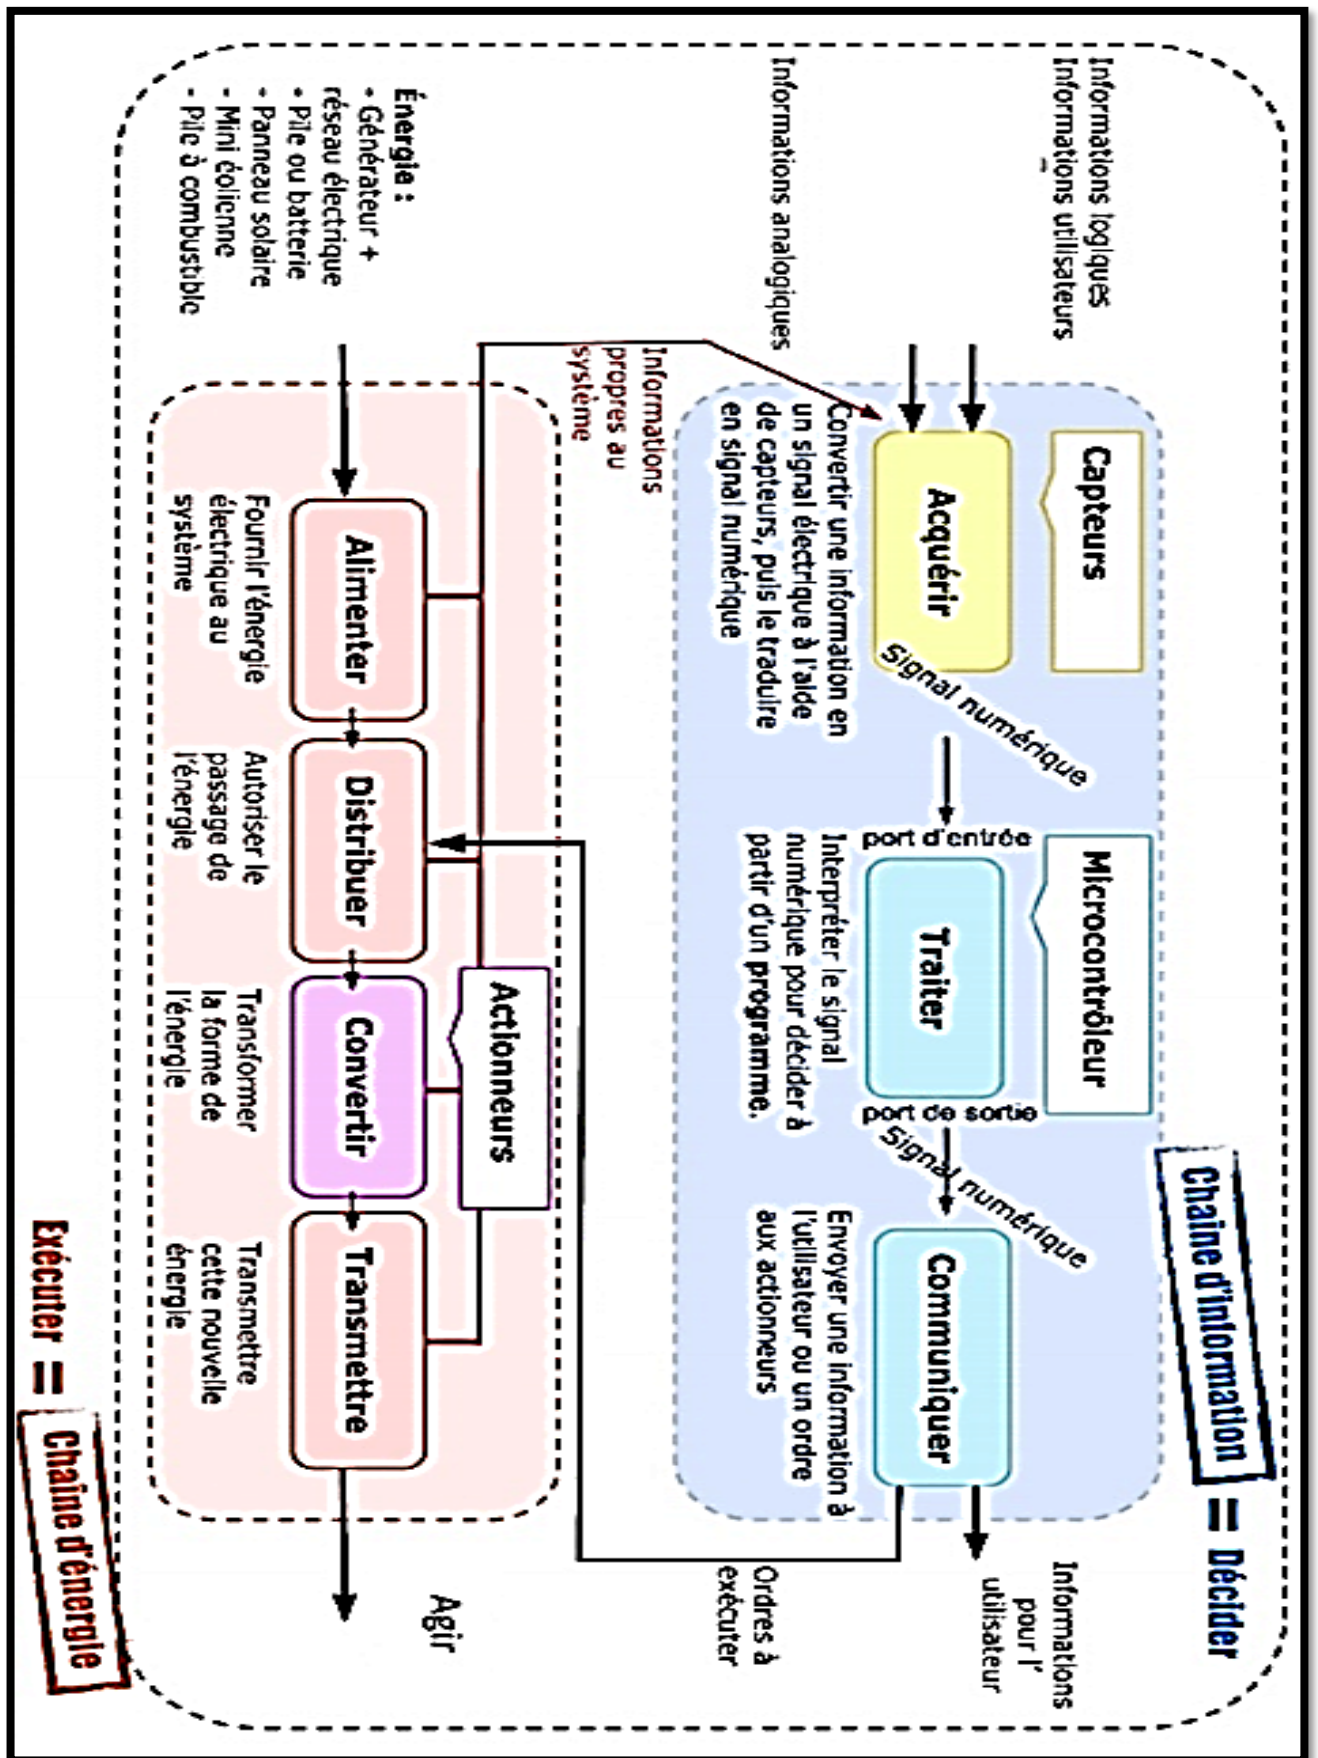 Chaîne d'information = Décider
Informations logiques
Informations utilisateurs
Informations analogiques
Capteurs
Acquérir
Convertir une information en
un signal électrique à l'aide
de capteurs, puis le traduire
en signal numérique
Signal numérique
Microcontrôleur
port d'entrée
Traiter
port de sortie
Interpréter le signal
numérique pour décider à
partir d'un programme.
Signal numérique
Communiquer
Envoyer une information à
l'utilisateur ou un ordre
aux actionneurs
Informations
pour l'
utilisateur
Ordres à
exécuter
Informations
propres au
système
Énergie :
- Générateur +
réseau électrique
- Pile ou batterie
- Panneau solaire
- Mini éolienne
- Pile à combustible
Actionneurs
Alimenter
Fournir l'énergie
électrique au
système
Distribuer
Autoriser le
passage de
l'énergie
Convertir
Transformer
la forme de
l'énergie
Transmettre
Transmettre
cette nouvelle
énergie
Agir
Exécuter = Chaîne d'énergie